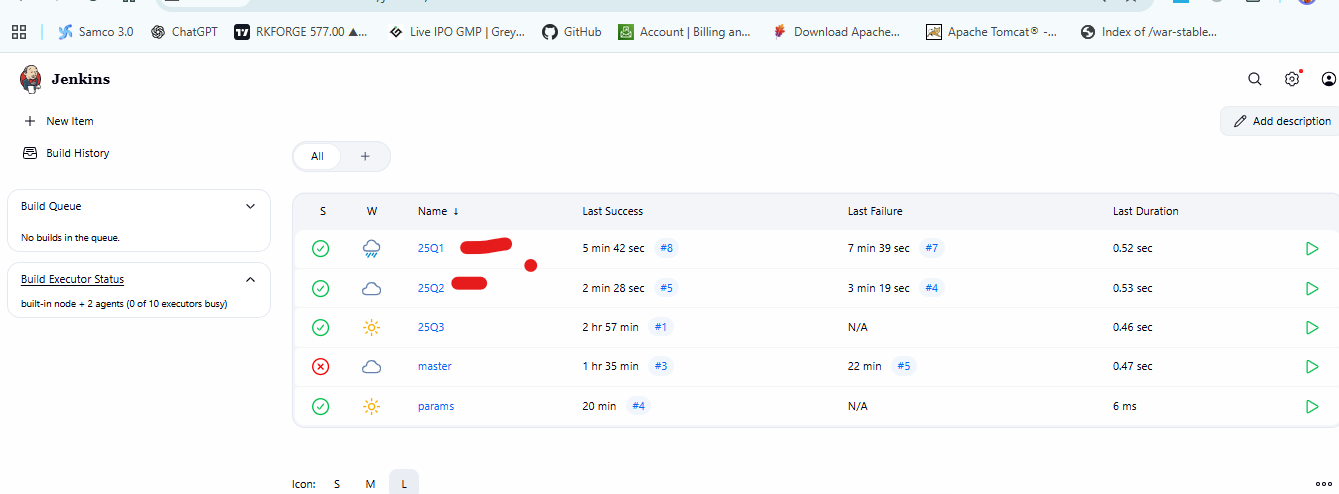 Samco 3.0 ChatGPT RKFORGE 577.00 ▲... Live IPO GMP | Grey... GitHub Account | Billing an... Download Apache... Apache Tomcat® -... Index of /war-stable...
Jenkins
New Item
Add description
Build History
All +
Build Queue
No builds in the queue.
S W Name ↓ Last Success Last Failure Last Duration
25Q1 5 min 42 sec #8 7 min 39 sec #7 0.52 sec
Build Executor Status
built-in node + 2 agents (0 of 10 executors busy)
25Q2 2 min 28 sec #5 3 min 19 sec #4 0.53 sec
25Q3 2 hr 57 min #1 N/A 0.46 sec
master 1 hr 35 min #3 22 min #5 0.47 sec
params 20 min #4 N/A 6 ms
Icon: S M L